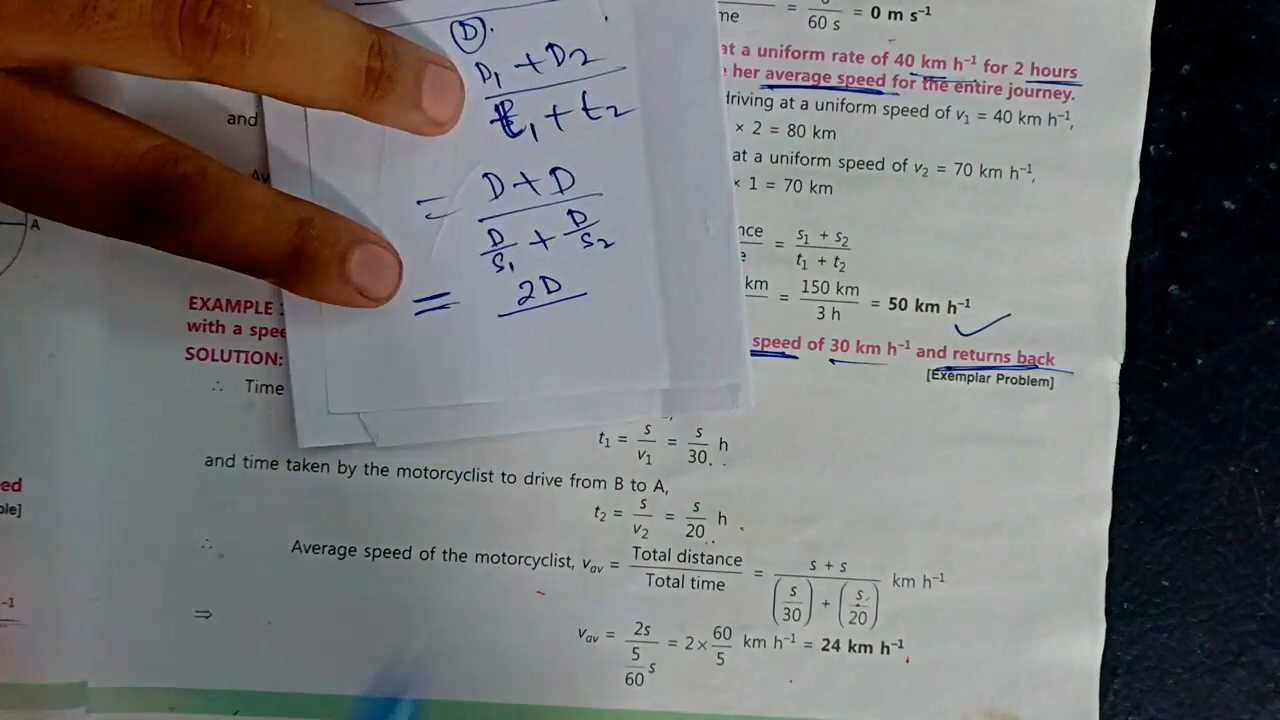 me = 60 s = 0 m s⁻¹
at a uniform rate of 40 km h⁻¹ for 2 hours
her average speed for the entire journey.
driving at a uniform speed of v₁ = 40 km h⁻¹,
× 2 = 80 km
at a uniform speed of v₂ = 70 km h⁻¹,
× 1 = 70 km
nce = s₁ + s₂ / t₁ + t₂
km = 150 km / 3 h = 50 km h⁻¹
and
A
D
D₁ + D₂ / t₁ + t₂
= D + D / D/S₁ + D/S₂
= 2D
EXAMPLE
with a spee
speed of 30 km h⁻¹ and returns back
[Exemplar Problem]
SOLUTION:
∴ Time
t₁ = s/v₁ = s/30 h
and time taken by the motorcyclist to drive from B to A,
t₂ = s/v₂ = s/20 h
∴ Average speed of the motorcyclist, vₐᵥ = Total distance / Total time = s + s / (s/30) + (s/20) km h⁻¹
⇒ vₐᵥ = 2s / 5/60 s = 2 × 60/5 km h⁻¹ = 24 km h⁻¹
ed
ple]
−1